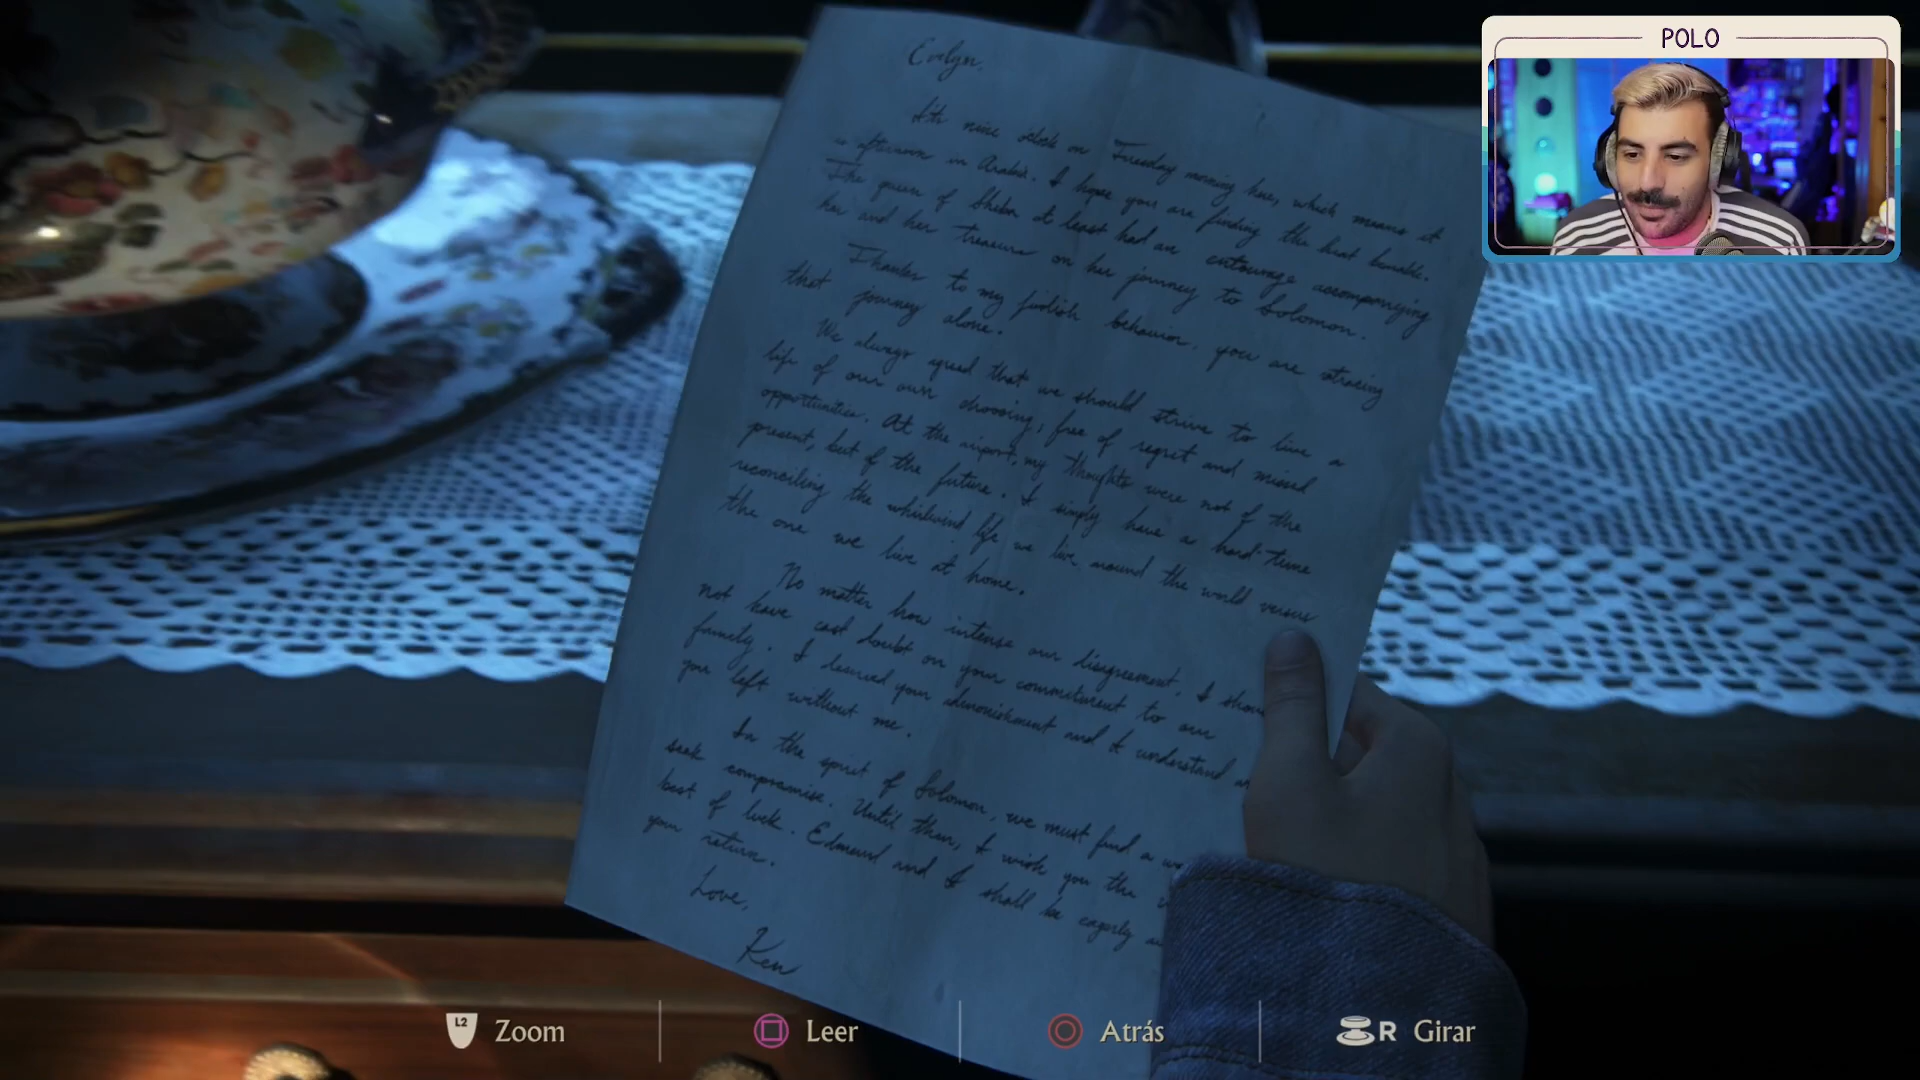 POLO
Evelyn,
It's nine oclock on Tuesday morning here, which means it
is afternoon in Arabia. I hope you are finding the heat bearable.
The queen of Sheba at least had an entourage accompanying
her and her treasure on her journey to Solomon.
Thanks to my foolish behavior, you are retracing
that journey alone.
We always agreed that we should strive to live a
life of our own choosing, free of regret and missed
opportunities. At the airport, my thoughts were not of the
present, but of the future. I simply have a hard time
reconciling the whirlwind life we live around the world versus
the one we live at home.
No matter how intense our disagreement, I
not have cast doubt on your commitment to our
family. I deserved your admonishment and I understand
you left without me.
In the spirit of Solomon, we must find a
seek compromise. Until then, I wish you the
best of luck. Edmund and I shall be eagerly
your return.
Love,
Ken
L2 Zoom
Leer
Atrás
R Girar